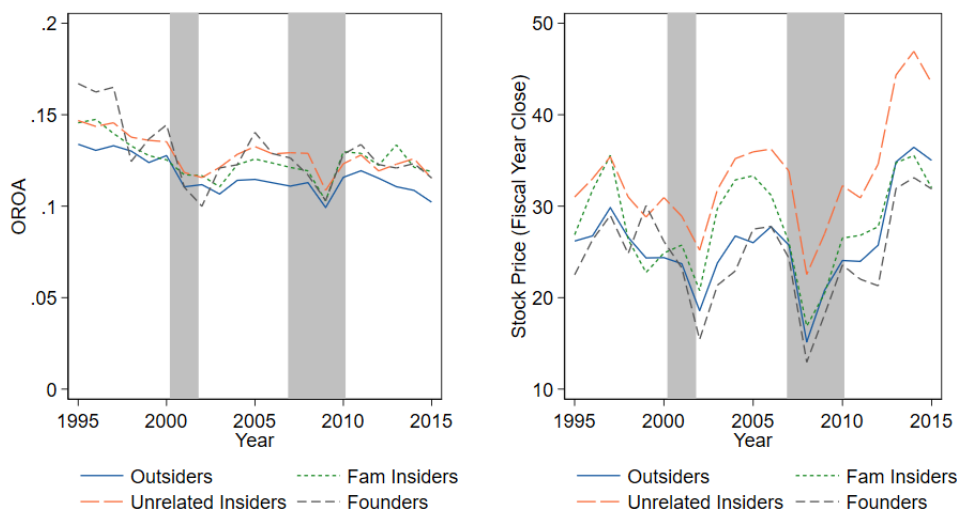 .2
.15
.1
.05
0
OROA
1995 2000 2005 2010 2015
Year
Outsiders Fam Insiders
Unrelated Insiders Founders
50
40
30
20
10
Stock Price (Fiscal Year Close)
1995 2000 2005 2010 2015
Year
Outsiders Fam Insiders
Unrelated Insiders Founders